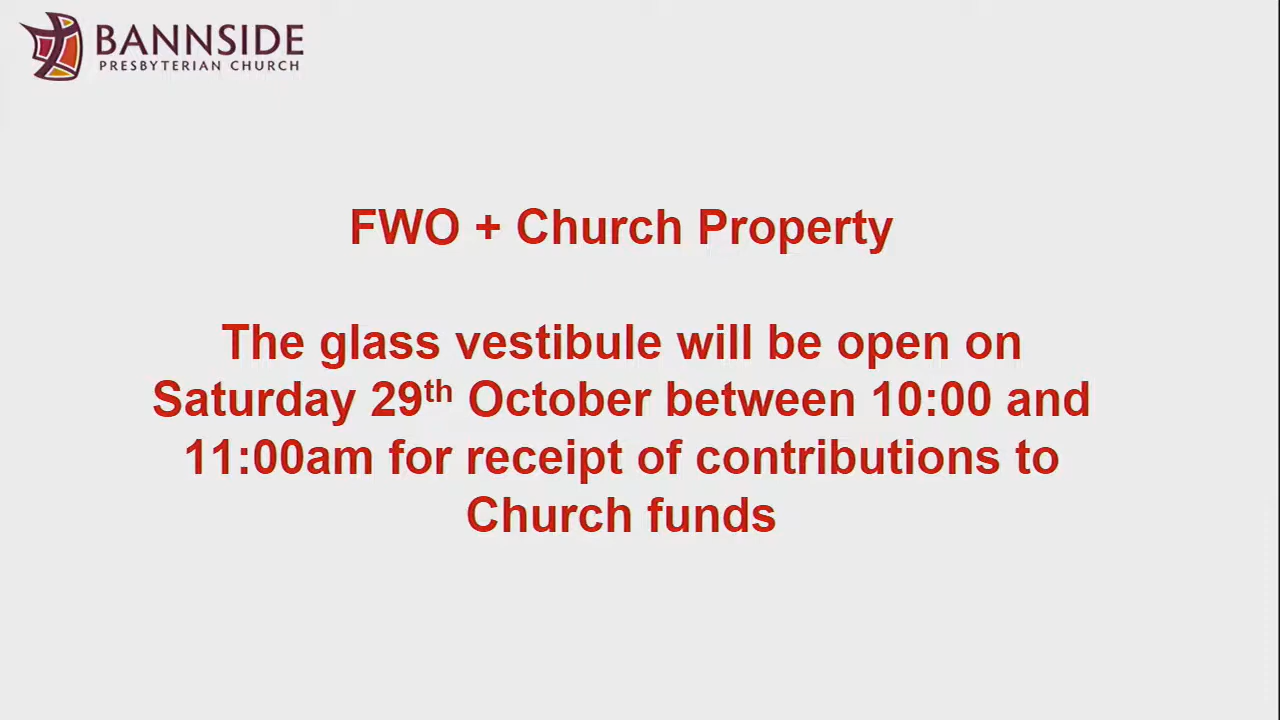 BANNSIDE
PRESBYTERIAN CHURCH
FWO + Church Property
The glass vestibule will be open on
Saturday 29th October between 10:00 and
11:00am for receipt of contributions to
Church funds